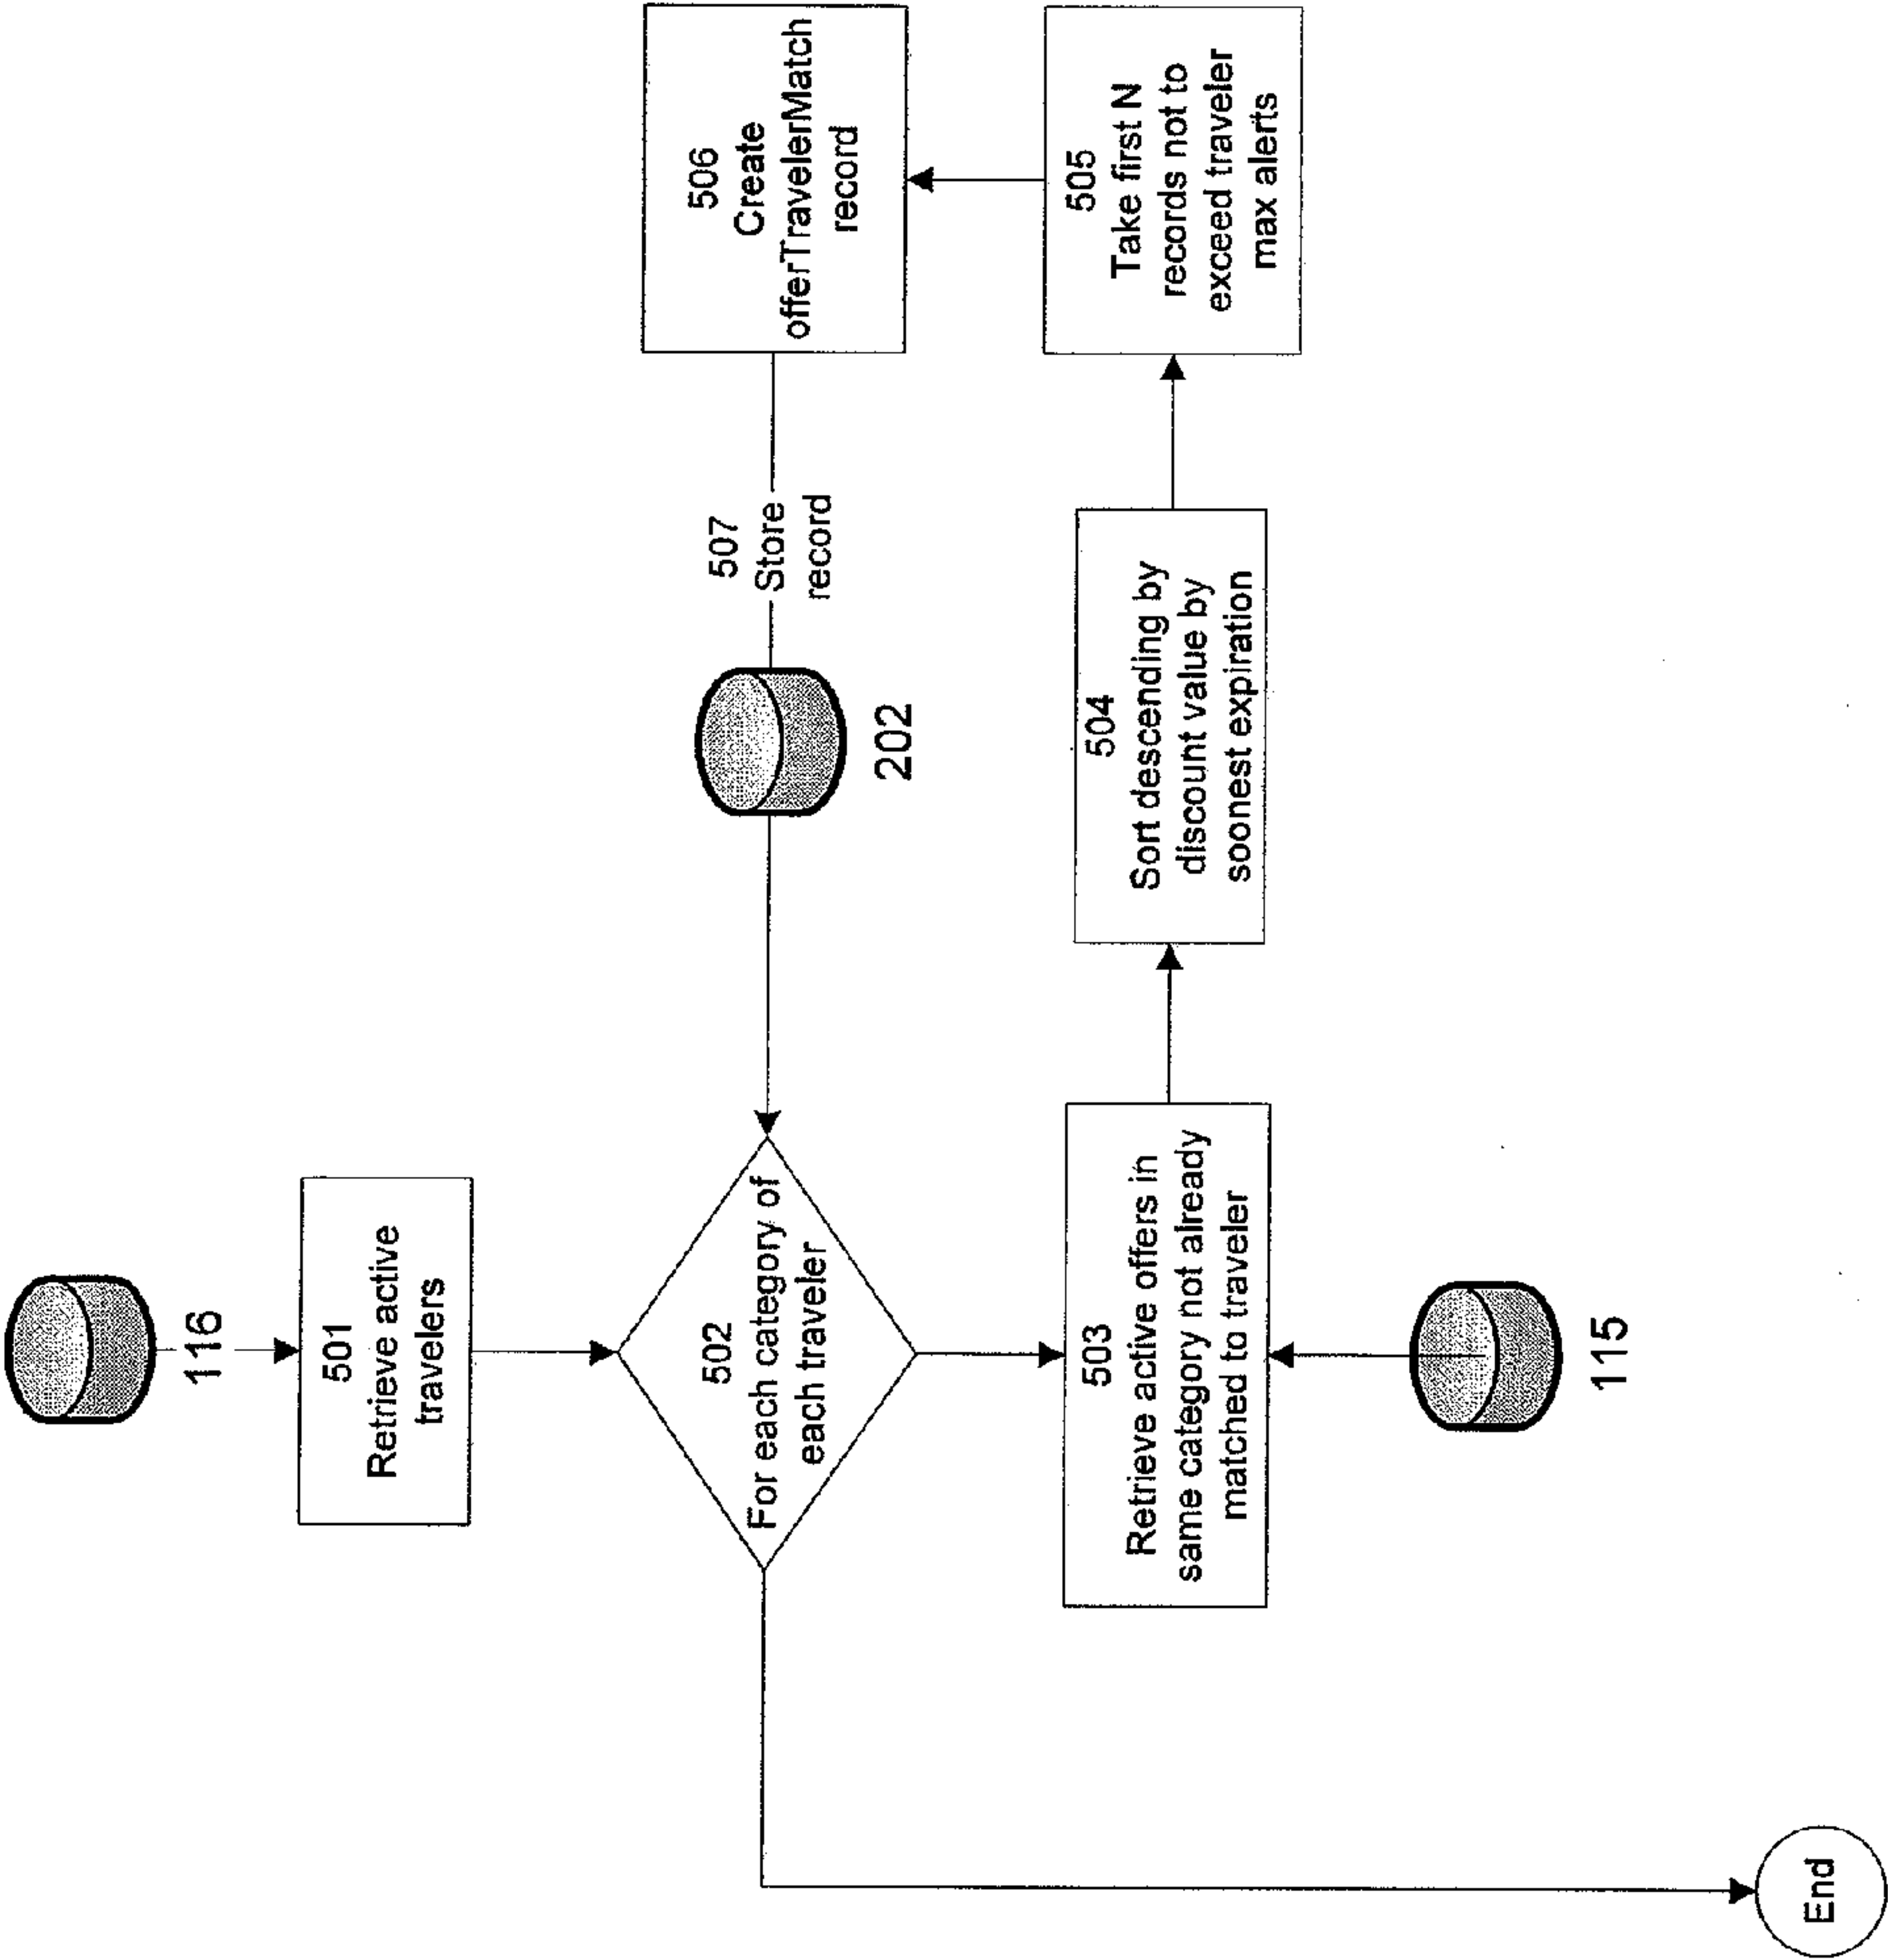 116
501
Retrieve active
travelers
502
For each category of
each traveler
503
Retrieve active offers in
same category not already
matched to traveler
115
504
Sort descending by
discount value by
soonest expiration
505
Take first N
records not to
exceed traveler
max alerts
506
Create
offerTravelerMatch
record
507
Store
record
202
End